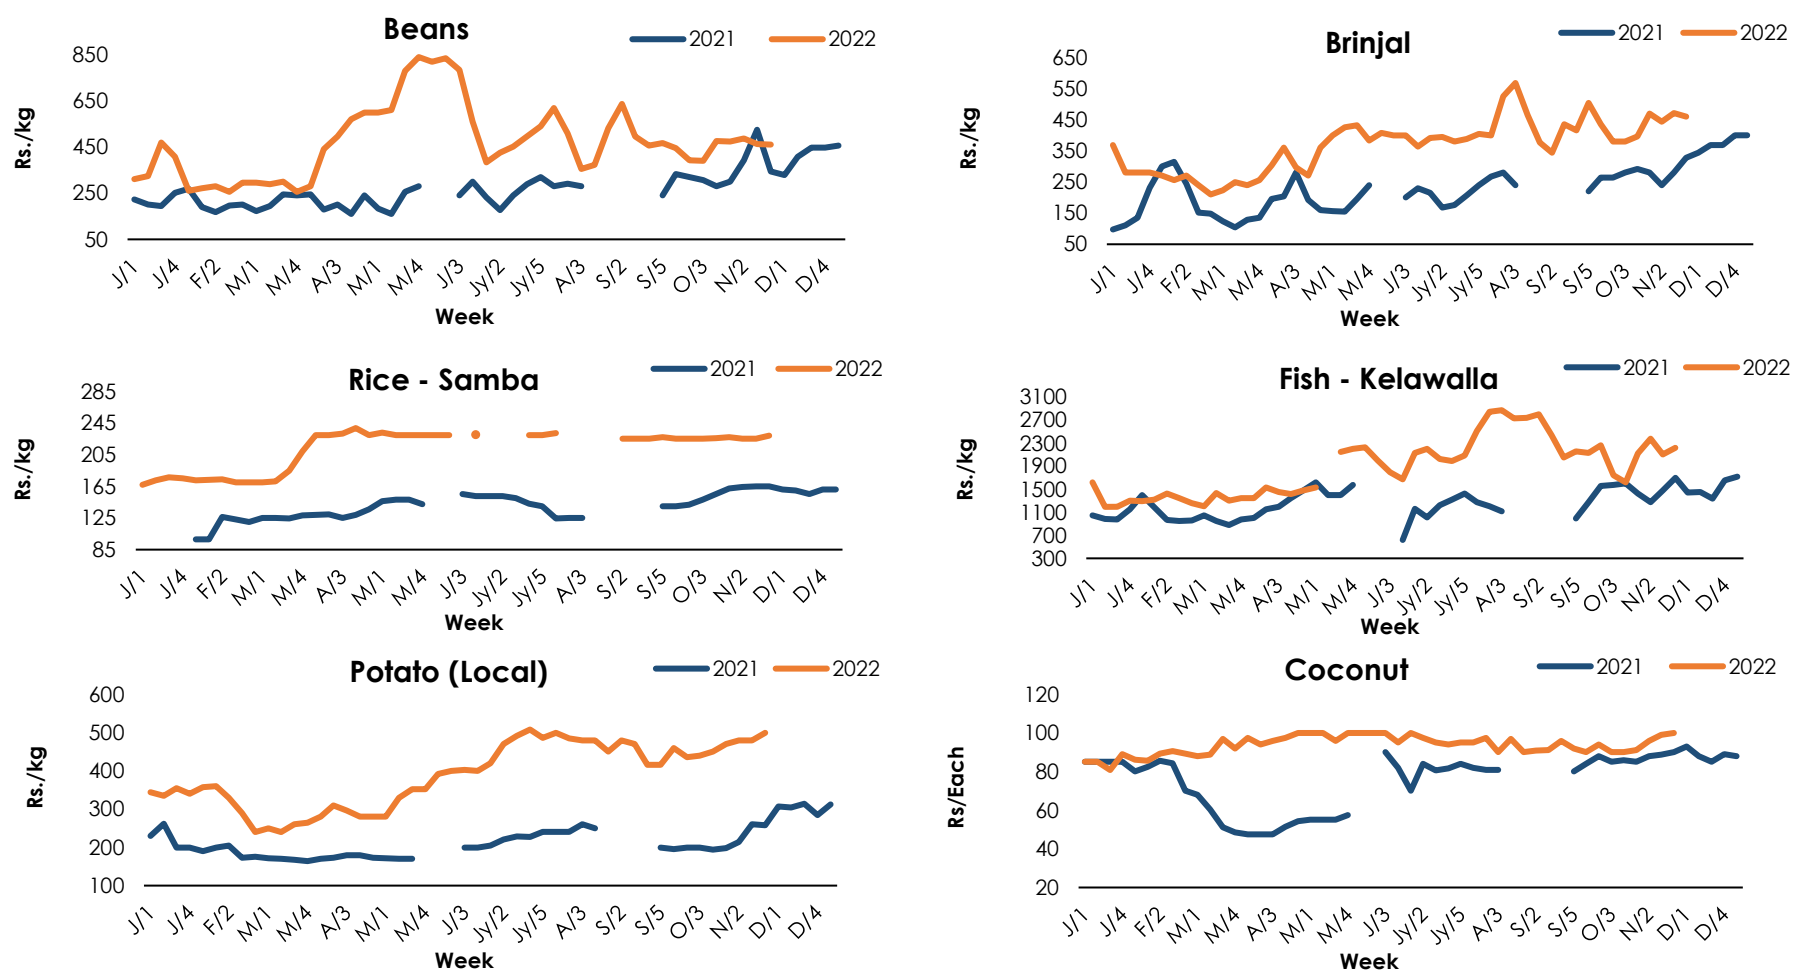 Beans
2021 2022
Rs./kg
850
650
450
250
50
J/1 J/4 F/2 M/1 M/4 A/3 M/1 M/4 J/3 Jy/2 Jy/5 A/3 S/2 S/5 O/3 N/2 D/1 D/4
Week
Brinjal
2021 2022
Rs./kg
650
550
450
350
250
150
50
J/1 J/4 F/2 M/1 M/4 A/3 M/1 M/4 J/3 Jy/2 Jy/5 A/3 S/2 S/5 O/3 N/2 D/1 D/4
Week
Rice - Samba
2021 2022
Rs./kg
285
245
205
165
125
85
J/1 J/4 F/2 M/1 M/4 A/3 M/1 M/4 J/3 Jy/2 Jy/5 A/3 S/2 S/5 O/3 N/2 D/1 D/4
Week
Fish - Kelawalla
2021 2022
Rs./kg
3100
2700
2300
1900
1500
1100
700
300
J/1 J/4 F/2 M/1 M/4 A/3 M/1 M/4 J/3 Jy/2 Jy/5 A/3 S/2 S/5 O/3 N/2 D/1 D/4
Week
Potato (Local)
2021 2022
Rs./kg
600
500
400
300
200
100
J/1 J/4 F/2 M/1 M/4 A/3 M/1 M/4 J/3 Jy/2 Jy/5 A/3 S/2 S/5 O/3 N/2 D/1 D/4
Week
Coconut
2021 2022
Rs/Each
120
100
80
60
40
20
J/1 J/4 F/2 M/1 M/4 A/3 M/1 M/4 J/3 Jy/2 Jy/5 A/3 S/2 S/5 O/3 N/2 D/1 D/4
Week